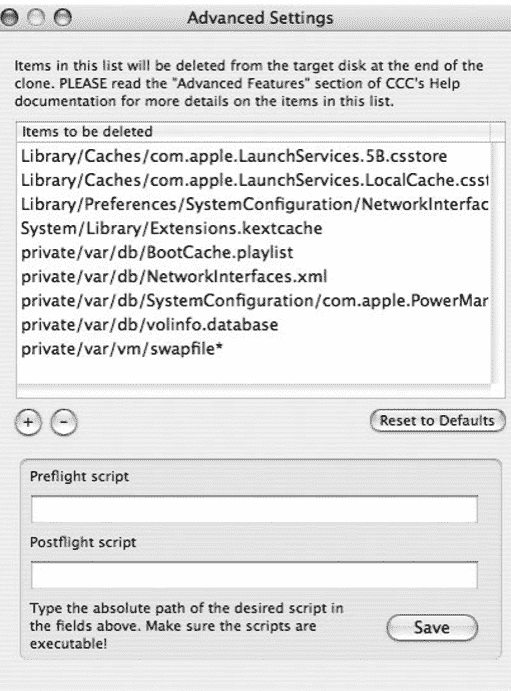 Advanced Settings
Items in this list will be deleted from the target disk at the end of the
clone. PLEASE read the "Advanced Features" section of CCC's Help
documentation for more details on the items in this list.
Items to be deleted
Library/Caches/com.apple.LaunchServices.5B.csstore
Library/Caches/com.apple.LaunchServices.LocalCache.csst
Library/Preferences/SystemConfiguration/NetworkInterfac
System/Library/Extensions.kextcache
private/var/db/BootCache.playlist
private/var/db/NetworkInterfaces.xml
private/var/db/SystemConfiguration/com.apple.PowerMar
private/var/db/volinfo.database
private/var/vm/swapfile*
+ -
Reset to Defaults
Preflight script
Postflight script
Type the absolute path of the desired script in
the fields above. Make sure the scripts are
executable!
Save